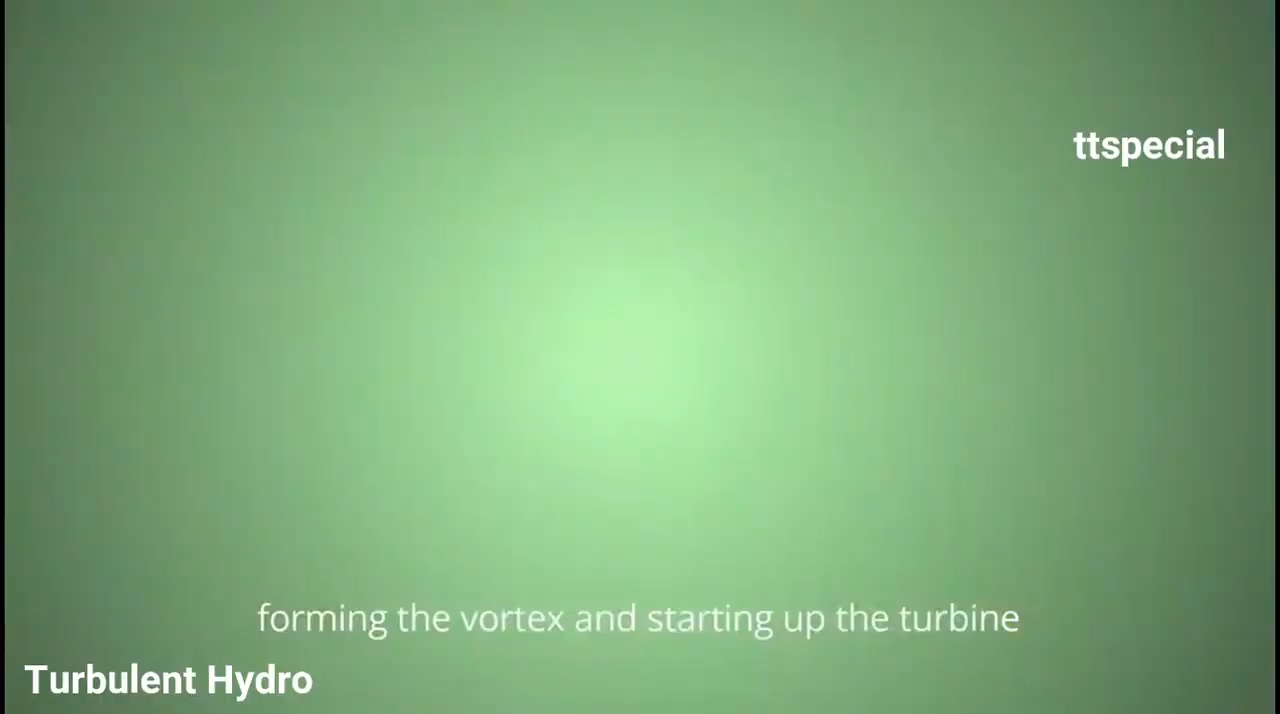 ttspecial
forming the vortex and starting up the turbine
Turbulent Hydro